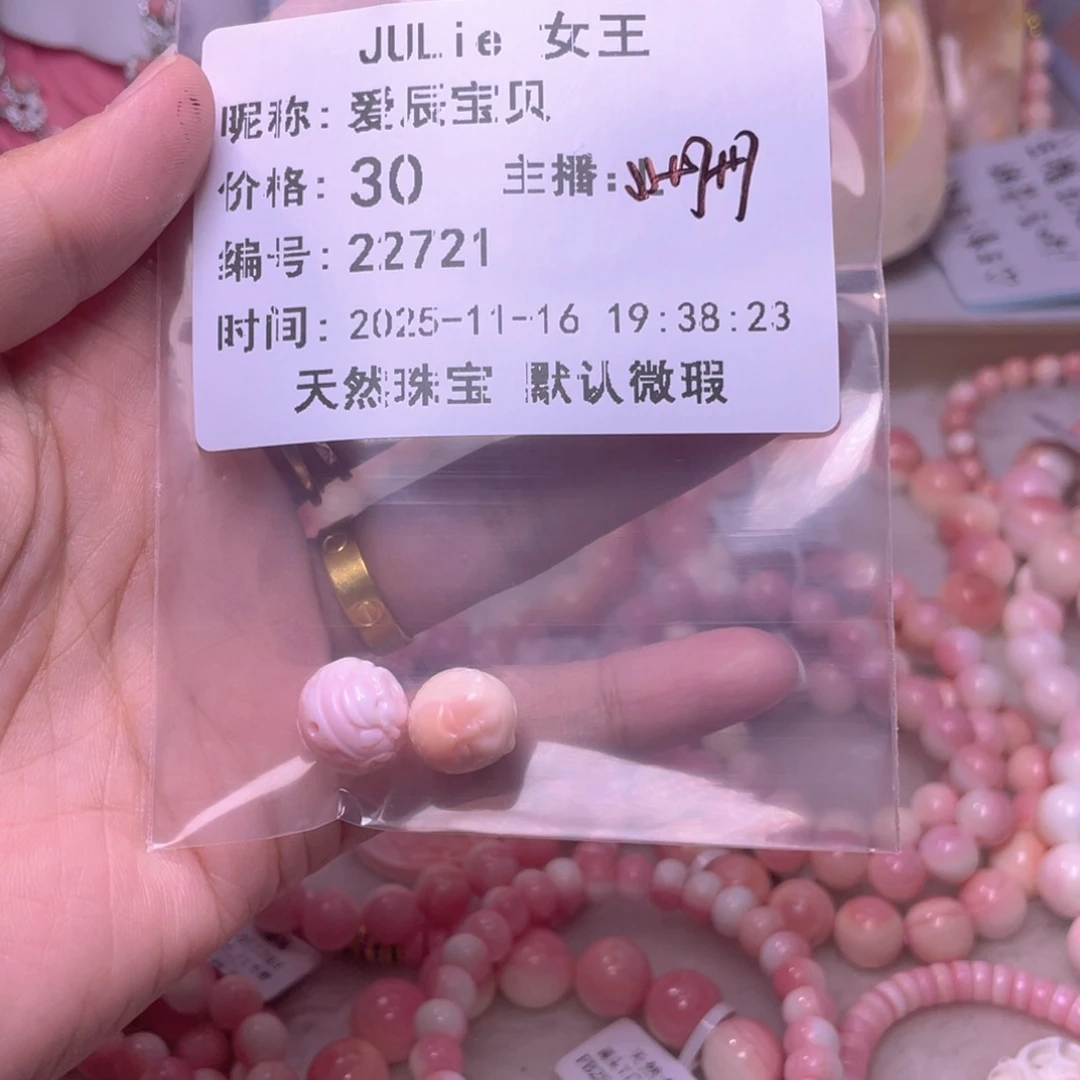 JULie 女王
昵称: 爱辰宝贝
价格: 30 主播:
编号: 22721
时间: 2025-11-16 19:38:23
天然珠宝 默认微瑕